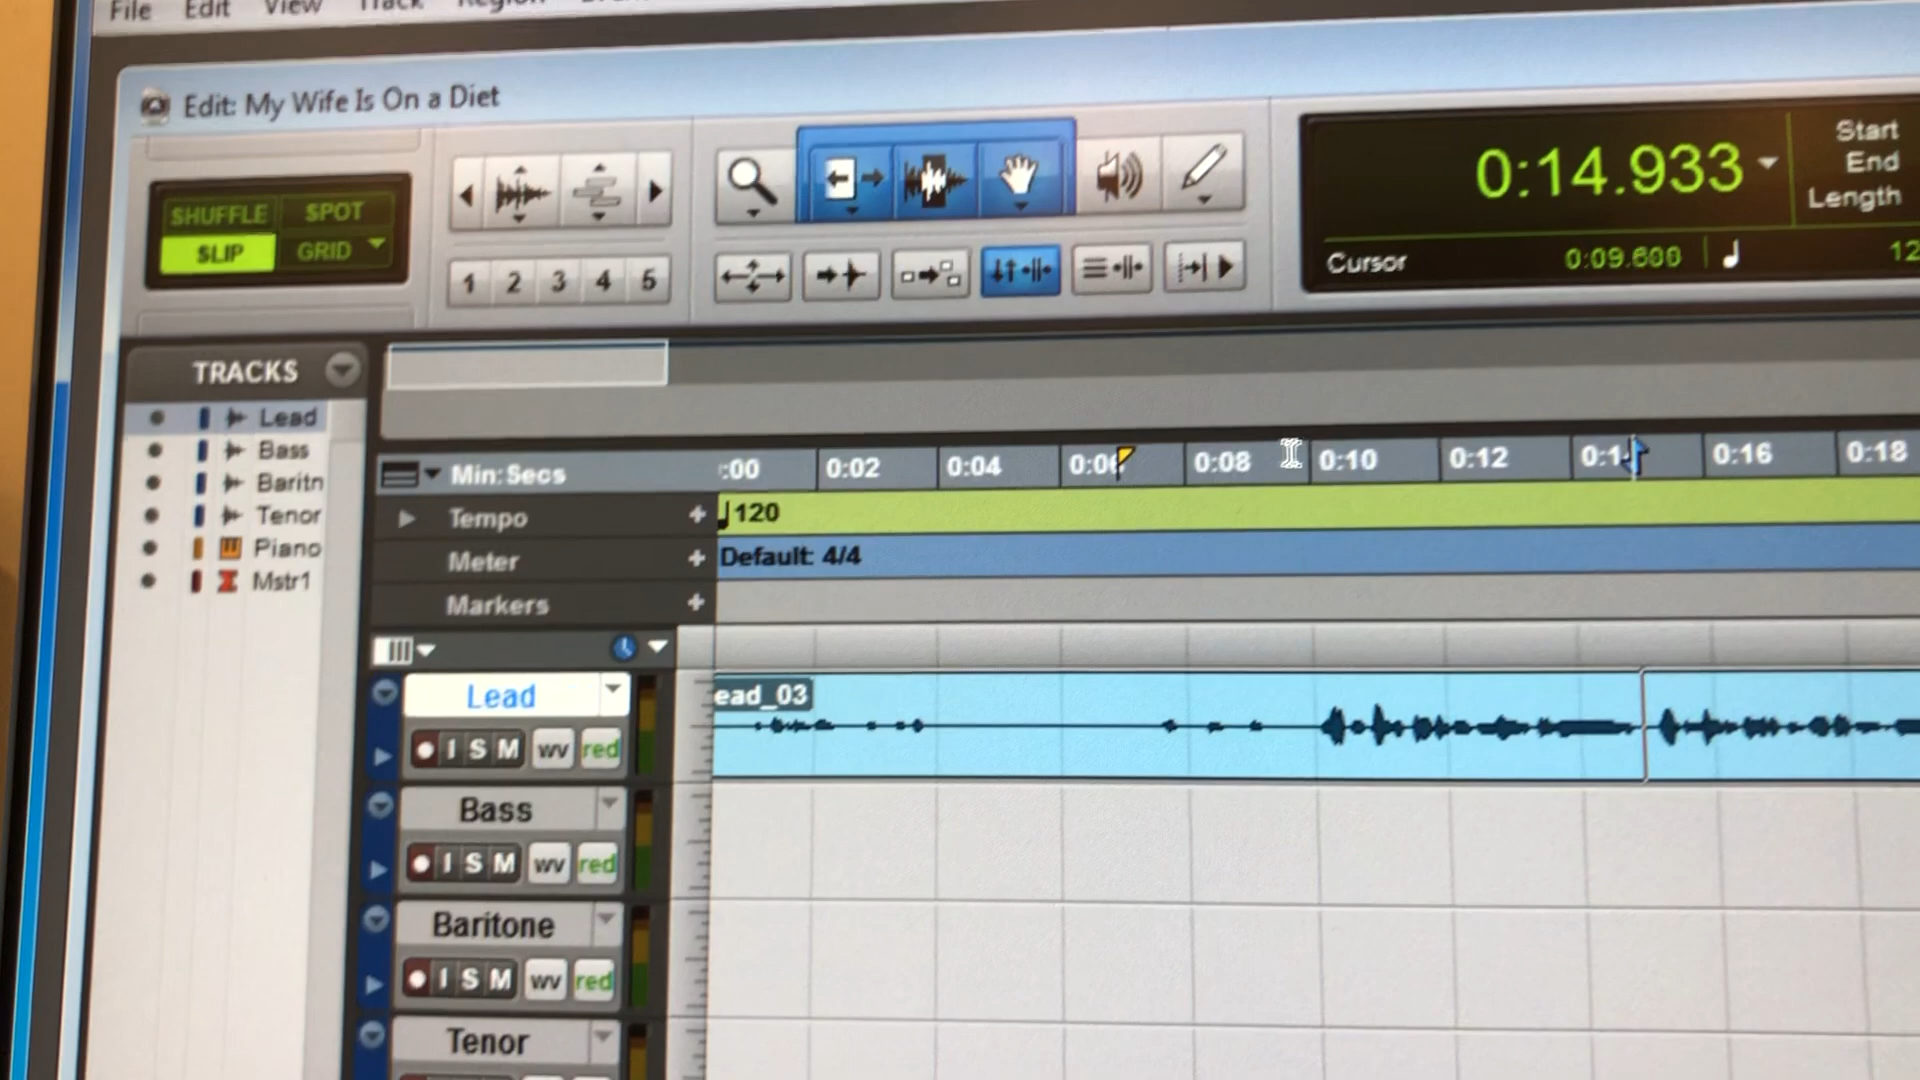 File Edit View Track Region
Edit: My Wife Is On a Diet
SHUFFLE SPOT
SLIP GRID
1 2 3 4 5
0:14.933
Start
End
Length
Cursor 0:09.600 12
TRACKS
Lead
Bass
Baritn
Tenor
Piano
Mstr1
Min:Secs :00 0:02 0:04 0:06 0:08 0:10 0:12 0:1 0:16 0:18
Tempo + 120
Meter + Default: 4/4
Markers +
Lead
ead_03
I S M wv red
Bass
I S M wv red
Baritone
I S M wv red
Tenor